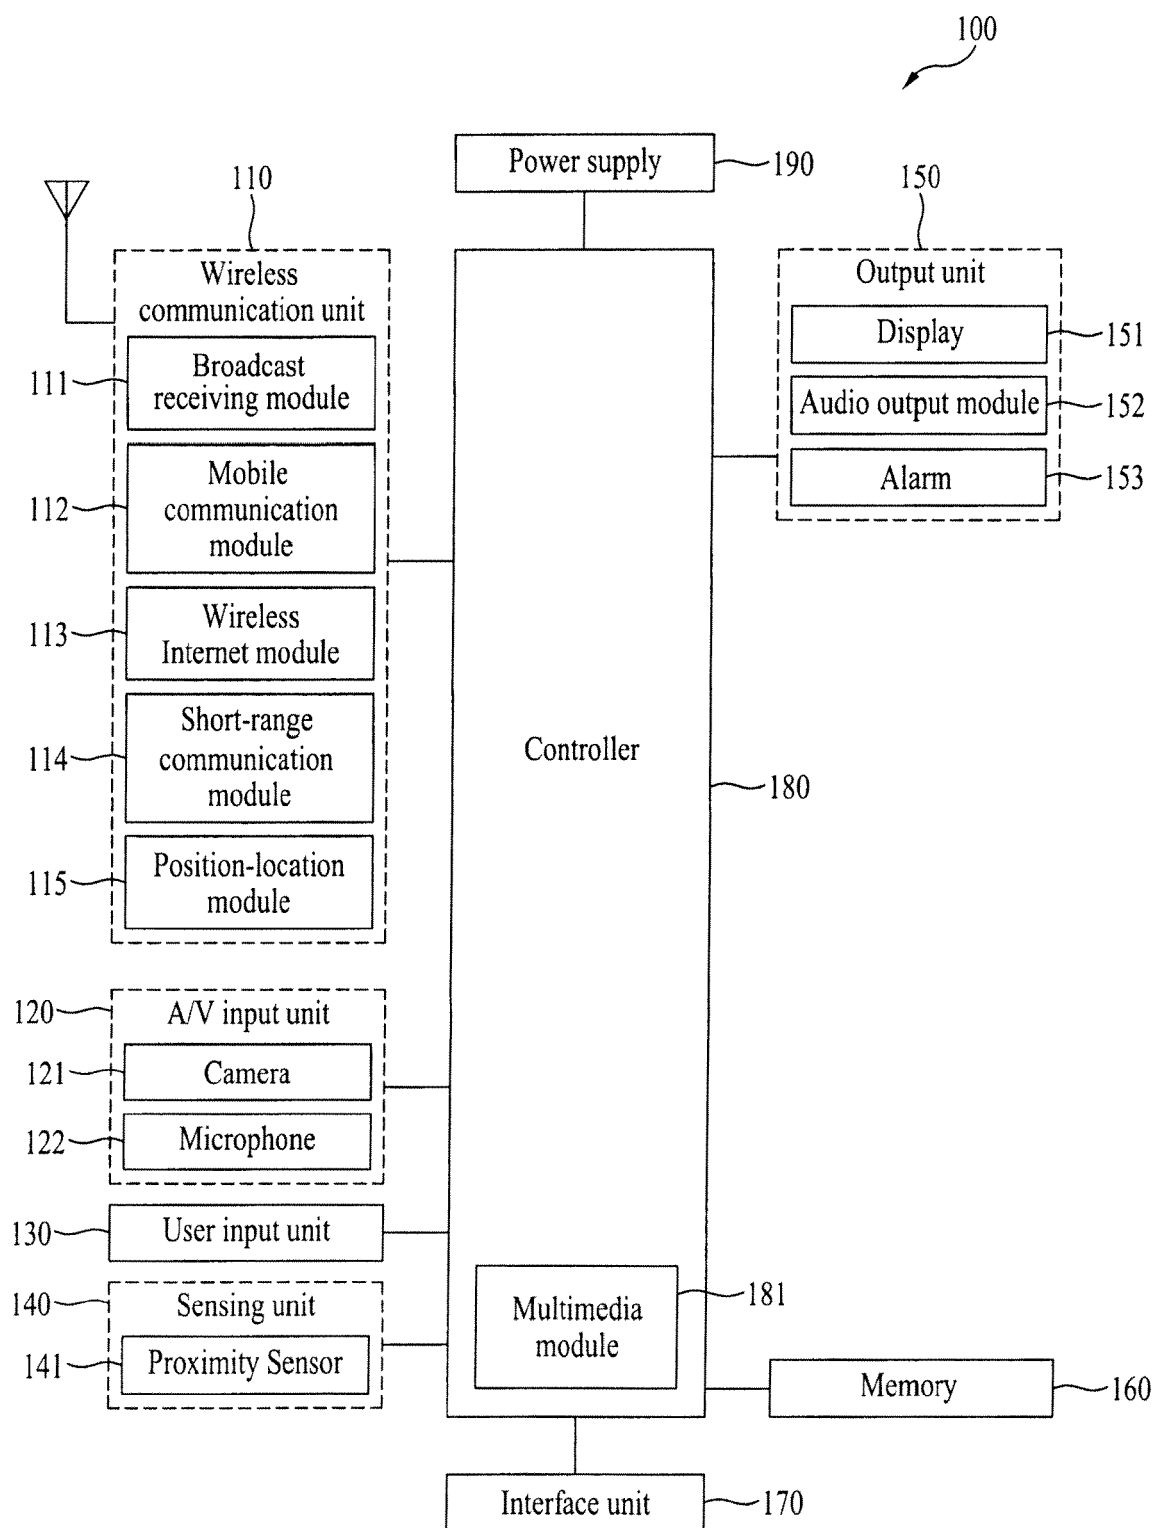 100
Power supply
190
110
Wireless
communication unit
Broadcast
receiving module
111
Mobile
communication
module
112
Wireless
Internet module
113
Short-range
communication
module
114
Position-location
module
115
150
Output unit
Display
151
Audio output module
152
Alarm
153
Controller
180
120
A/V input unit
121
Camera
122
Microphone
130
User input unit
140
Sensing unit
141
Proximity Sensor
Multimedia
module
181
Memory
160
Interface unit
170